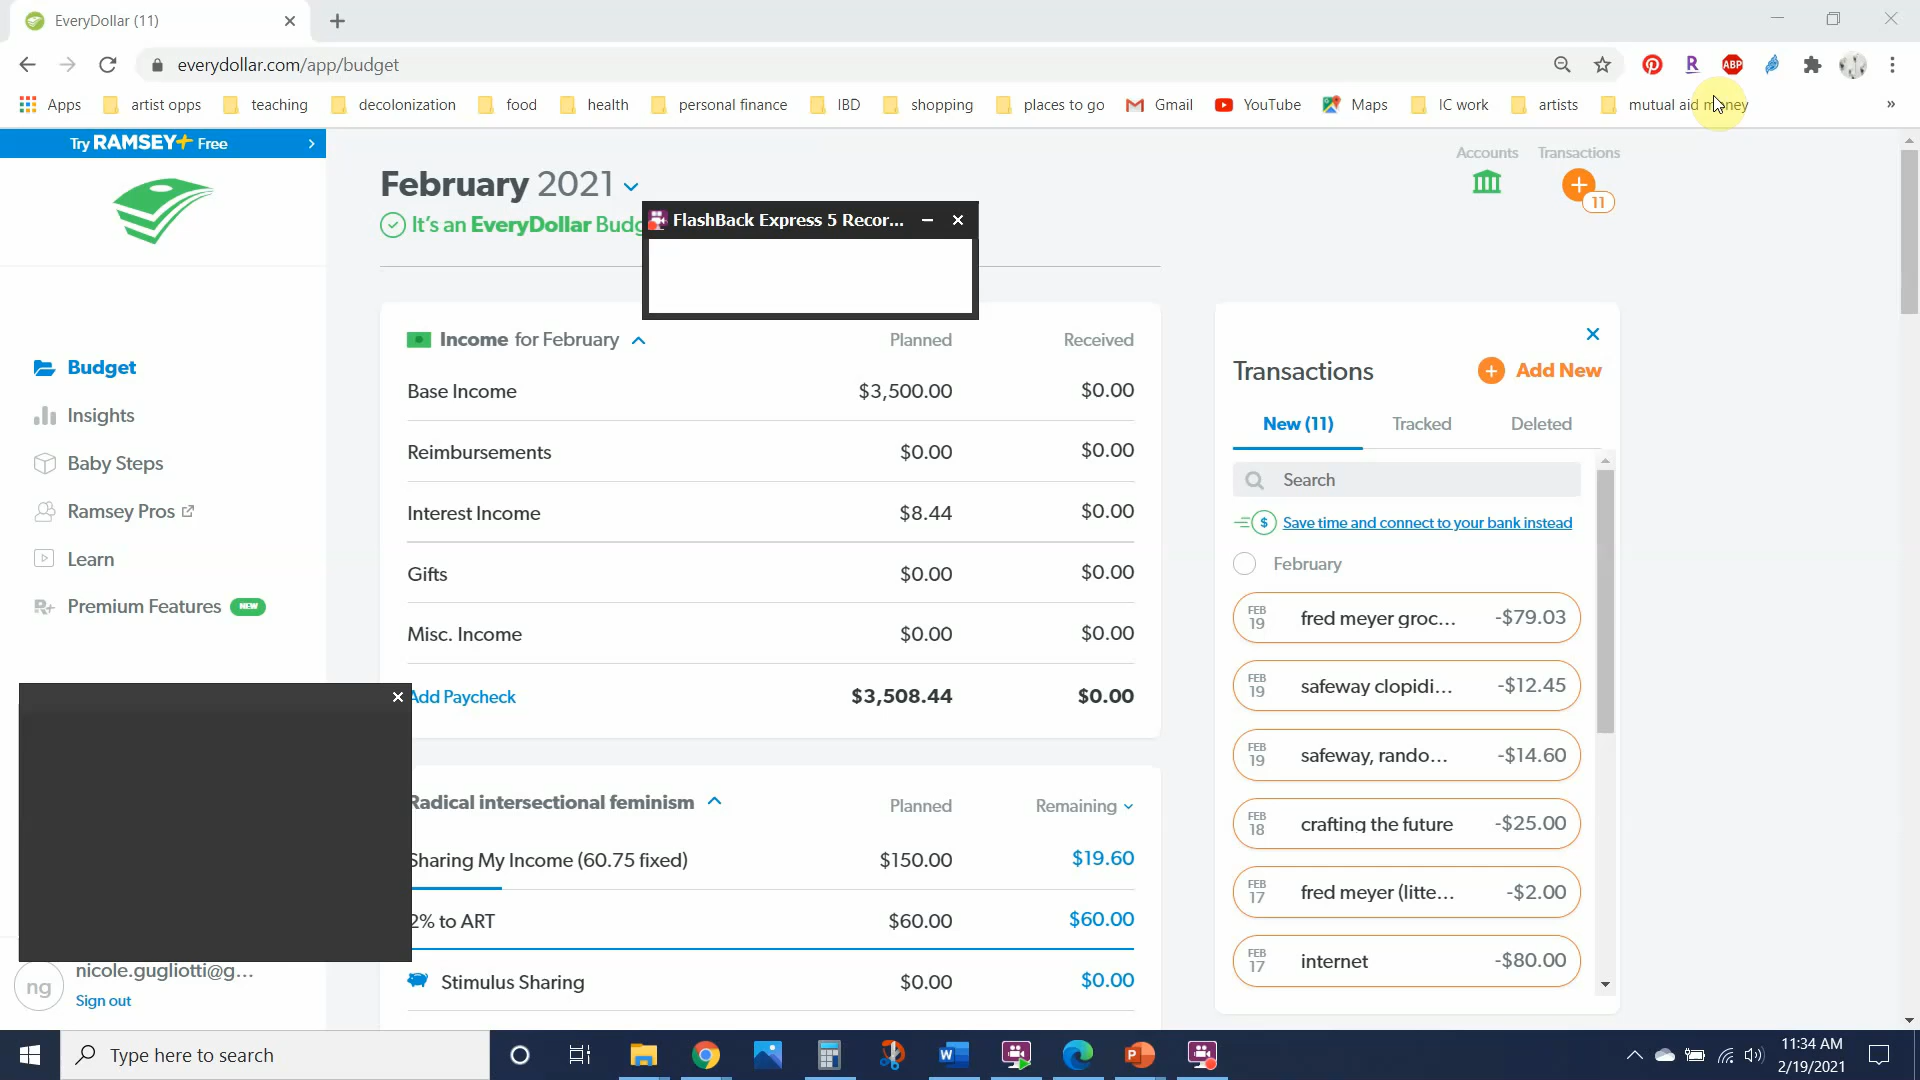 EveryDollar (11)
everydollar.com/app/budget
ABP
Apps artist opps teaching decolonization food health personal finance IBD shopping places to go Gmail YouTube Maps IC work artists mutual aid money »
Try RAMSEY+ Free
February 2021
It's an EveryDollar Budg
Accounts Transactions
11
FlashBack Express 5 Recor...
Budget
Insights
Baby Steps
Ramsey Pros
Learn
R+ Premium Features NEW
Income for February Planned Received
Base Income $3,500.00 $0.00
Reimbursements $0.00 $0.00
Interest Income $8.44 $0.00
Gifts $0.00 $0.00
Misc. Income $0.00 $0.00
Add Paycheck $3,508.44 $0.00
Radical intersectional feminism Planned Remaining
Sharing My Income (60.75 fixed) $150.00 $19.60
2% to ART $60.00 $60.00
Stimulus Sharing $0.00 $0.00
Transactions Add New
New (11) Tracked Deleted
Search
Save time and connect to your bank instead
February
FEB 19 fred meyer groc... -$79.03
FEB 19 safeway clopidi... -$12.45
FEB 19 safeway, rando... -$14.60
FEB 18 crafting the future -$25.00
FEB 17 fred meyer (litte... -$2.00
FEB 17 internet -$80.00
ng nicole.gugliotti@g...
Sign out
Type here to search
11:34 AM
2/19/2021